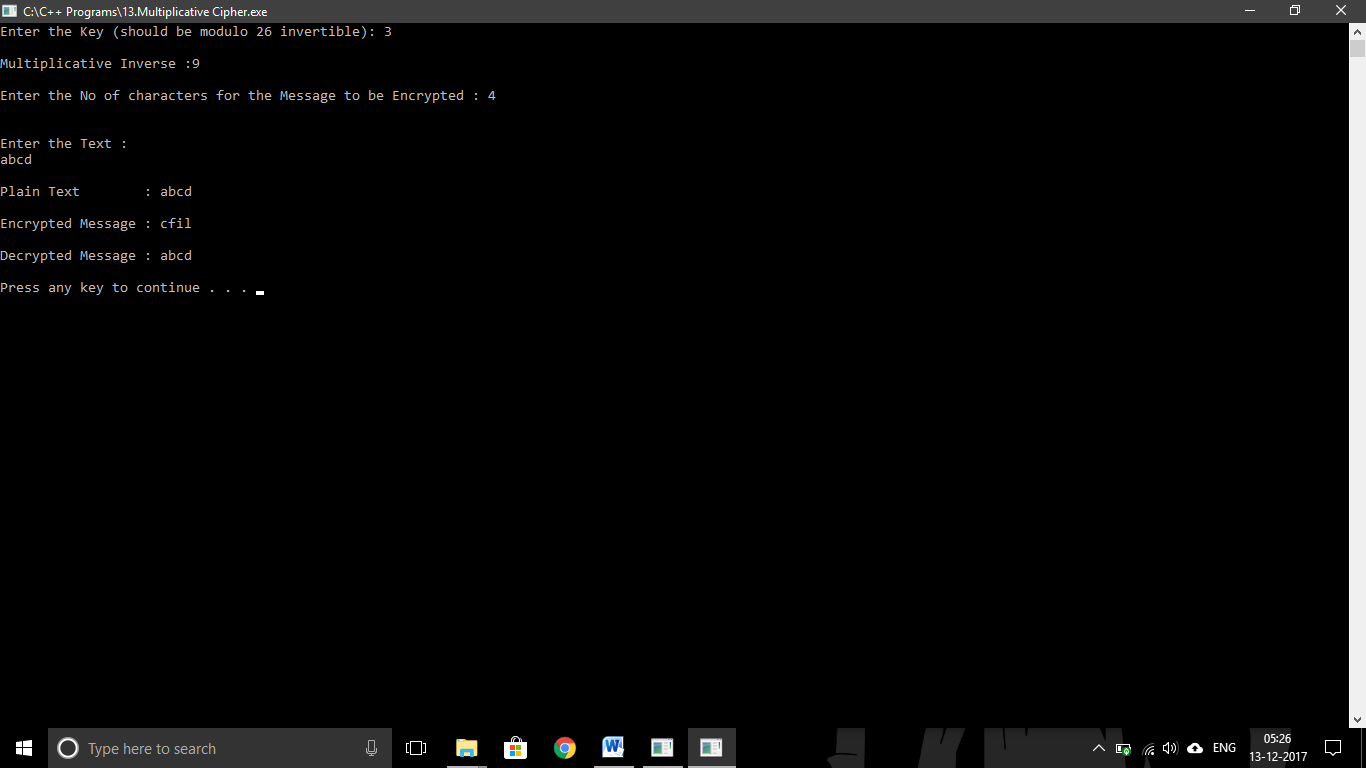 C:\C++ Programs\13.Multiplicative Cipher.exe
Enter the Key (should be modulo 26 invertible): 3
Multiplicative Inverse :9
Enter the No of characters for the Message to be Encrypted : 4
Enter the Text :
abcd
Plain Text        : abcd
Encrypted Message : cfil
Decrypted Message : abcd
Press any key to continue . . .
Type here to search
ENG
05:26
13-12-2017